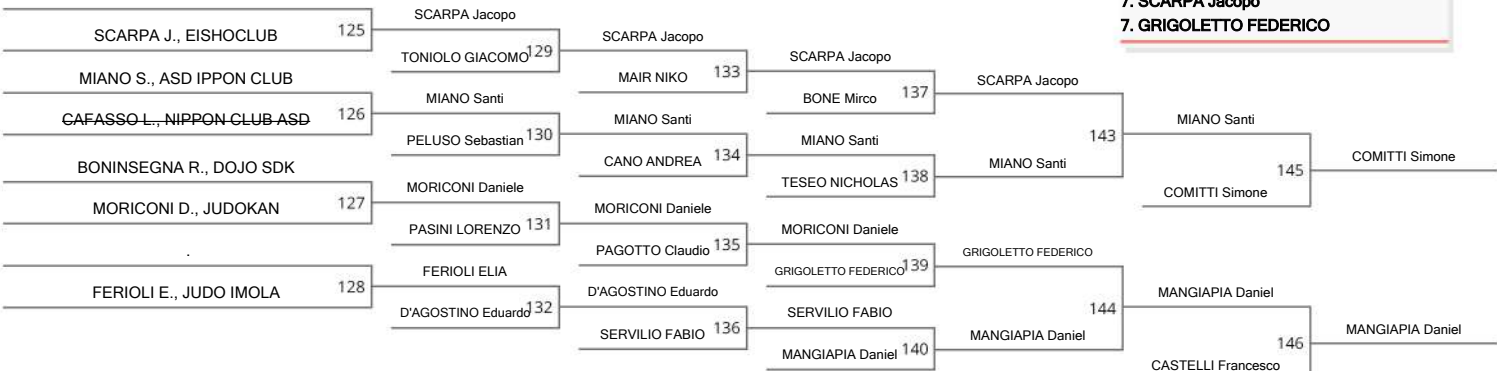 7. SCARPA Jacopo
7. GRIGOLETTO FEDERICO
SCARPA J., EISHOCLUB
125
MIANO S., ASD IPPON CLUB
CAFASSO L., NIPPON CLUB ASD
126
BONINSEGNA R., DOJO SDK
MORICONI D., JUDOKAN
127
.
FERIOLI E., JUDO IMOLA
128
SCARPA Jacopo
TONIOLO GIACOMO
129
MIANO Santi
PELUSO Sebastian
130
MORICONI Daniele
PASINI LORENZO
131
FERIOLI ELIA
D'AGOSTINO Eduardo
132
SCARPA Jacopo
MAIR NIKO
133
MIANO Santi
CANO ANDREA
134
MORICONI Daniele
PAGOTTO Claudio
135
D'AGOSTINO Eduardo
SERVILIO FABIO
136
SCARPA Jacopo
BONE Mirco
137
MIANO Santi
TESEO NICHOLAS
138
MORICONI Daniele
GRIGOLETTO FEDERICO
139
SERVILIO FABIO
MANGIAPIA Daniel
140
SCARPA Jacopo
143
MIANO Santi
GRIGOLETTO FEDERICO
144
MANGIAPIA Daniel
MIANO Santi
145
COMITTI Simone
MANGIAPIA Daniel
146
CASTELLI Francesco
COMITTI Simone
MANGIAPIA Daniel